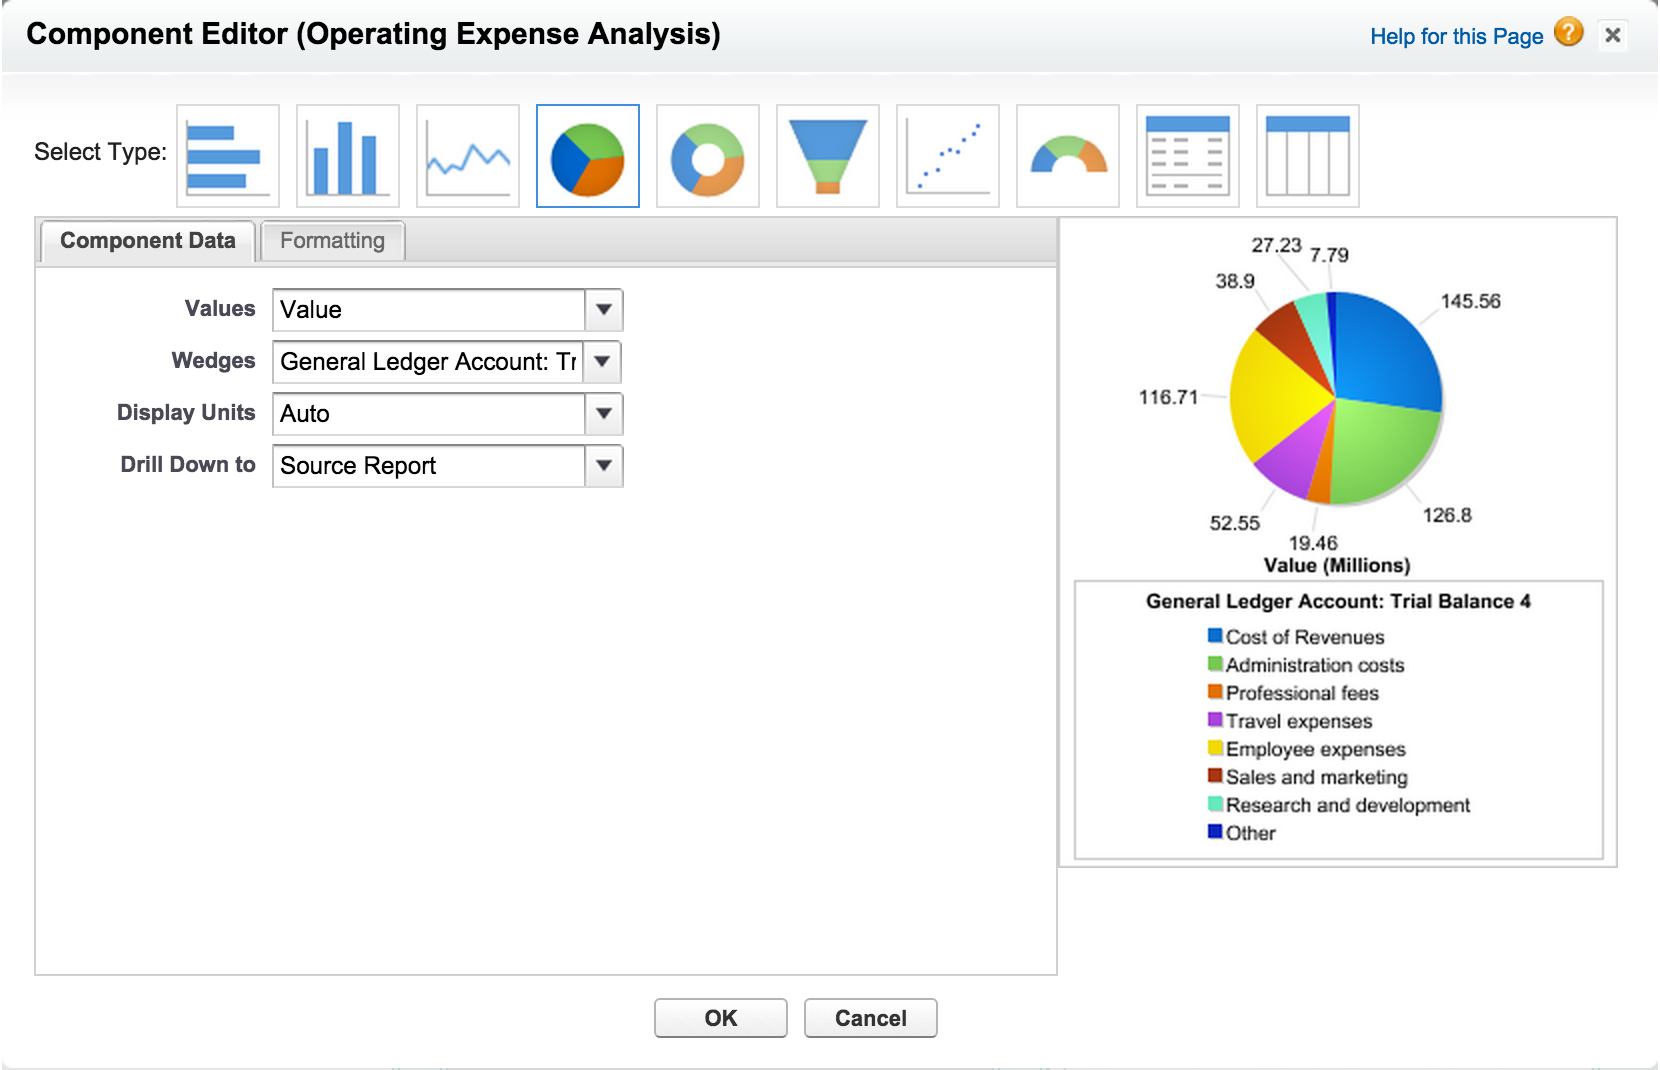 Component Editor (Operating Expense Analysis)
Help for this Page ?
Select Type:
Component Data
Formatting
Values
Value
Wedges
General Ledger Account: Tr
Display Units
Auto
Drill Down to
Source Report
27.23
7.79
38.9
145.56
116.71
52.55
126.8
19.46
Value (Millions)
General Ledger Account: Trial Balance 4
Cost of Revenues
Administration costs
Professional fees
Travel expenses
Employee expenses
Sales and marketing
Research and development
Other
OK
Cancel